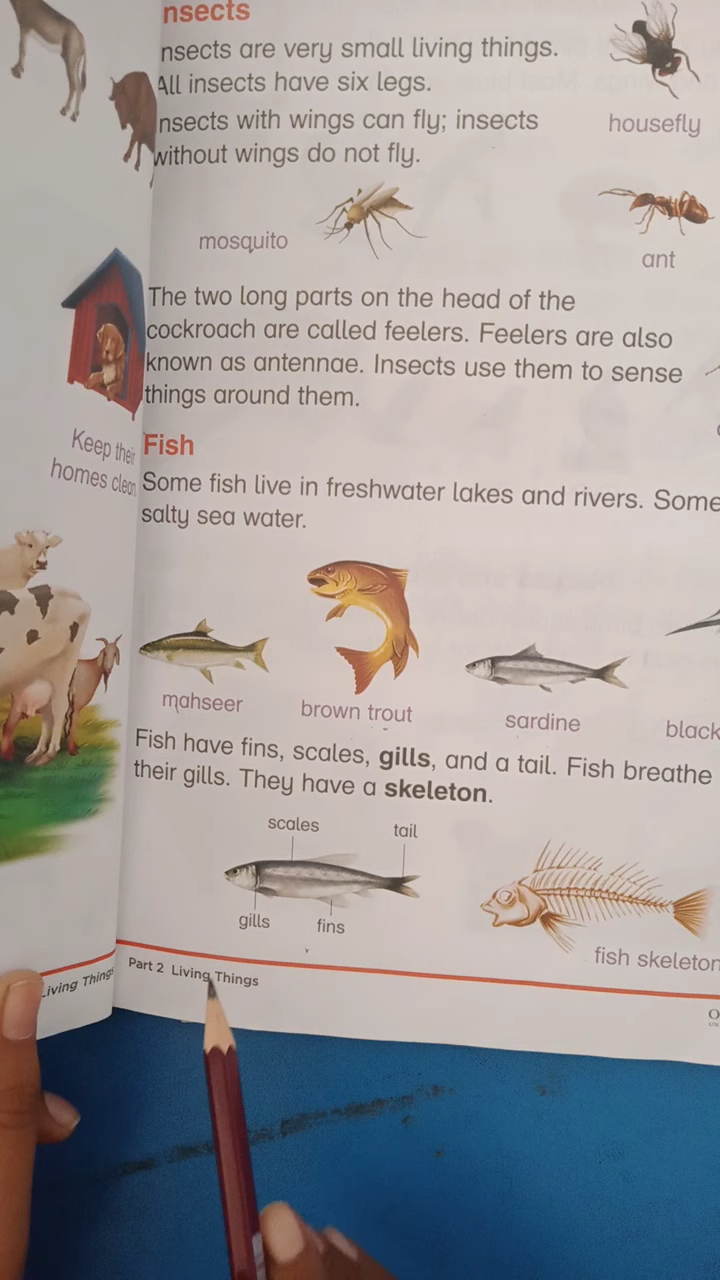 nsects
nsects are very small living things.
All insects have six legs.
nsects with wings can fly; insects
without wings do not fly.
housefly
mosquito
ant
The two long parts on the head of the
cockroach are called feelers. Feelers are also
known as antennae. Insects use them to sense
things around them.
Keep their
homes clean
Fish
Some fish live in freshwater lakes and rivers. Some
salty sea water.
mahseer
brown trout
sardine
black
Fish have fins, scales, gills, and a tail. Fish breathe
their gills. They have a skeleton.
scales
tail
gills
fins
fish skeleton
Living Things
Part 2 Living Things